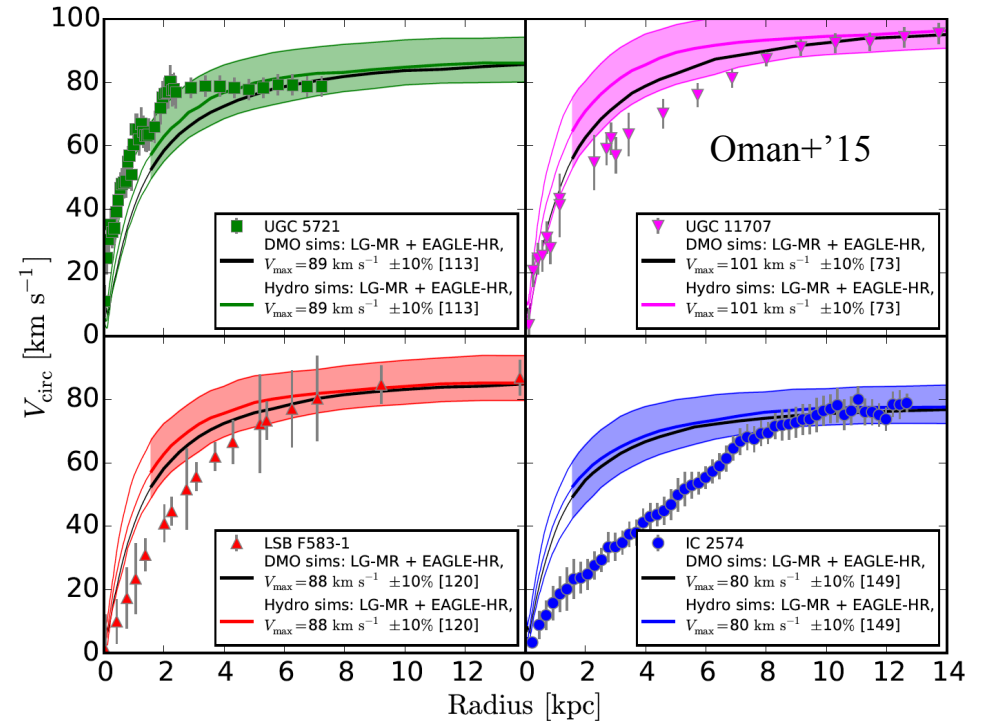 100
80
60
40
20
0
UGC 5721
DMO sims: LG-MR + EAGLE-HR,
Vmax=89 km s−1 ±10% [113]
Hydro sims: LG-MR + EAGLE-HR,
Vmax=89 km s−1 ±10% [113]
Oman+’15
UGC 11707
DMO sims: LG-MR + EAGLE-HR,
Vmax=101 km s−1 ±10% [73]
Hydro sims: LG-MR + EAGLE-HR,
Vmax=101 km s−1 ±10% [73]
Vcirc [km s−1]
80
60
40
20
0
LSB F583-1
DMO sims: LG-MR + EAGLE-HR,
Vmax=88 km s−1 ±10% [120]
Hydro sims: LG-MR + EAGLE-HR,
Vmax=88 km s−1 ±10% [120]
IC 2574
DMO sims: LG-MR + EAGLE-HR,
Vmax=80 km s−1 ±10% [149]
Hydro sims: LG-MR + EAGLE-HR,
Vmax=80 km s−1 ±10% [149]
0 2 4 6 8 10 12 0 2 4 6 8 10 12 14
Radius [kpc]